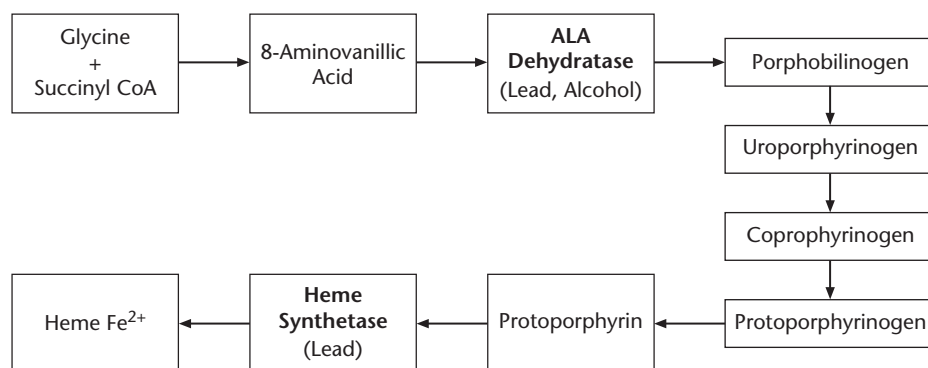 Glycine
+
Succinyl CoA
8-Aminovanillic
Acid
ALA
Dehydratase
(Lead, Alcohol)
Porphobilinogen
Uroporphyrinogen
Coprophyrinogen
Protoporphyrinogen
Protoporphyrin
Heme
Synthetase
(Lead)
Heme Fe²⁺